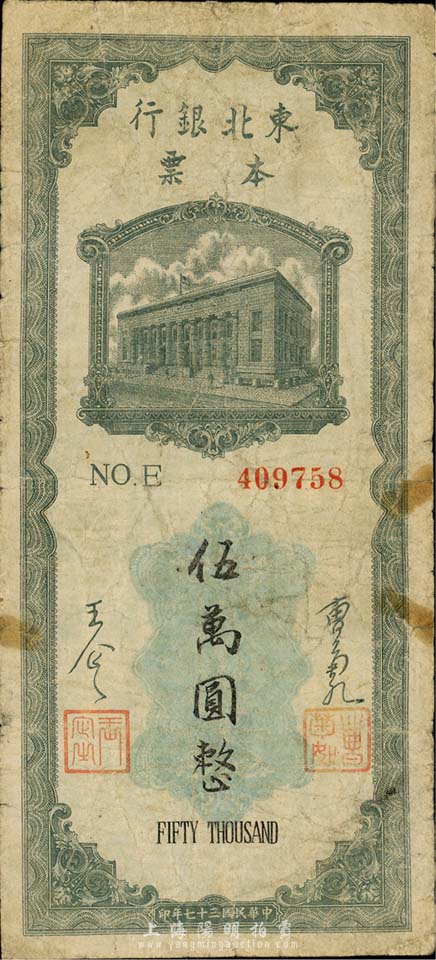 東北銀行
本票
NO.E 409758
伍萬圓整
FIFTY THOUSAND
中華民國三十七年印
上海陽明拍賣
www.yangmingauction.com